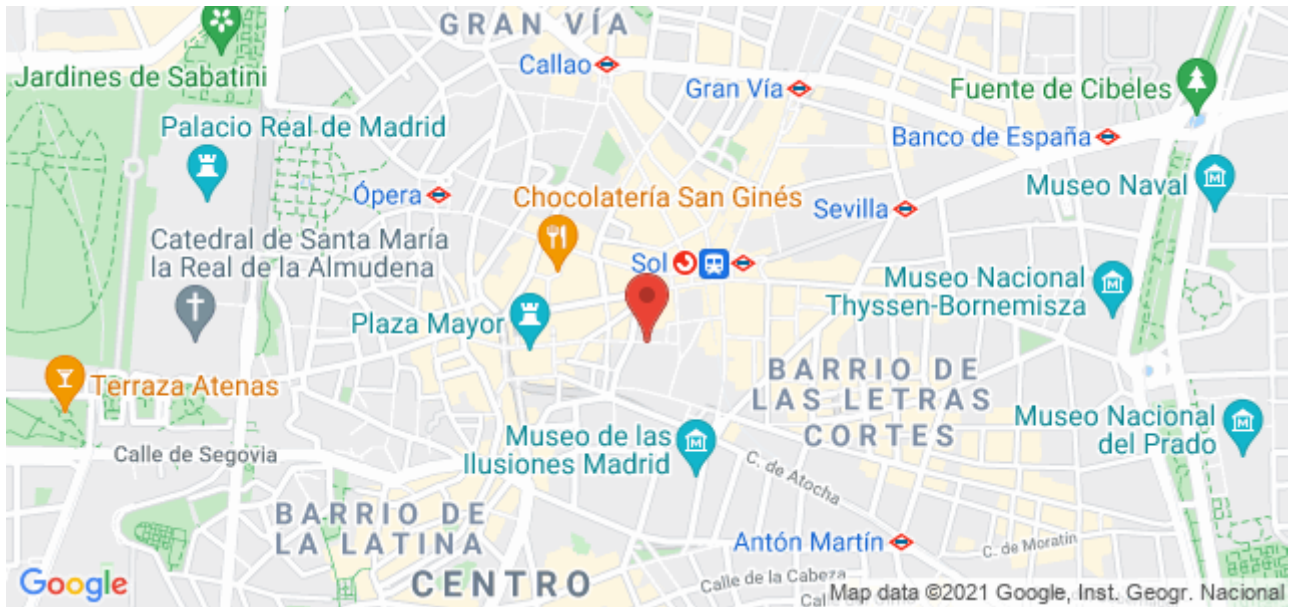 GRAN VÍA
Callao
Jardines de Sabatini
Gran Vía
Fuente de Cibeles
Palacio Real de Madrid
Banco de España
Ópera
Chocolatería San Ginés
Sevilla
Museo Naval
Catedral de Santa María
la Real de la Almudena
Sol
Museo Nacional
Thyssen-Bornemisza
Plaza Mayor
BARRIO DE
LAS LETRAS
CORTES
Terraza Atenas
Museo Nacional
del Prado
Museo de las
Ilusiones Madrid
Calle de Segovia
C. de Atocha
BARRIO DE
LA LATINA
Antón Martín
C. de Moratín
CENTRO
Calle de la Cabeza
Google
Map data ©2021 Google, Inst. Geogr. Nacional